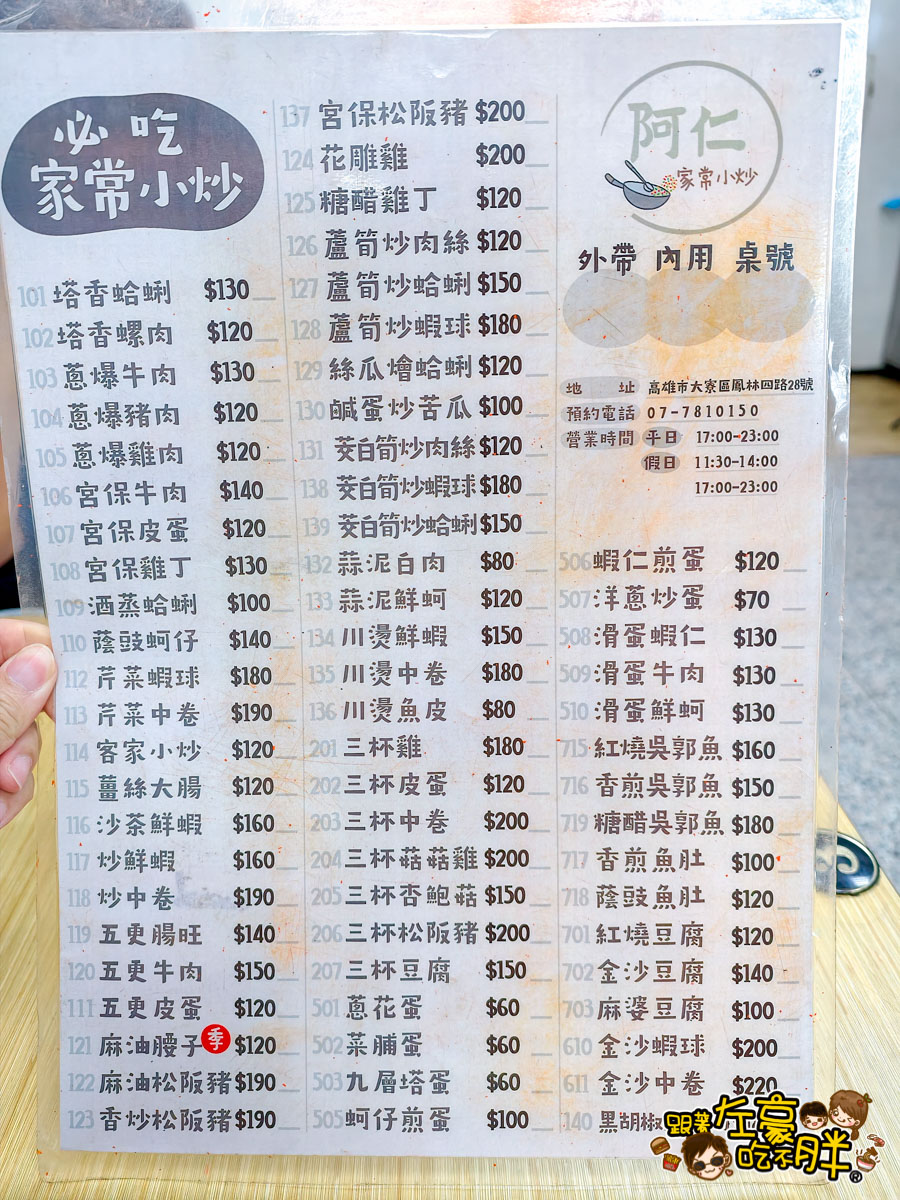 必吃
家常小炒
101 塔香蛤蜊 $130
102 塔香螺肉 $120
103 蔥爆牛肉 $130
104 蔥爆豬肉 $120
105 蔥爆雞肉 $120
106 宮保牛肉 $140
107 宮保皮蛋 $120
108 宮保雞丁 $130
109 酒蒸蛤蜊 $100
110 蔭豉蚵仔 $140
112 芹菜蝦球 $180
113 芹菜中卷 $190
114 客家小炒 $120
115 薑絲大腸 $120
116 沙茶鮮蝦 $160
117 炒鮮蝦 $160
118 炒中卷 $190
119 五更腸旺 $140
120 五更牛肉 $150
111 五更皮蛋 $120
121 麻油腰子 季 $120
122 麻油松阪豬 $190
123 香炒松阪豬 $190
137 宮保松阪豬 $200
124 花雕雞 $200
125 糖醋雞丁 $120
126 蘆筍炒肉絲 $120
127 蘆筍炒蛤蜊 $150
128 蘆筍炒蝦球 $180
129 絲瓜燴蛤蜊 $120
130 鹹蛋炒苦瓜 $100
131 茭白筍炒肉絲 $120
138 茭白筍炒蝦球 $180
139 茭白筍炒蛤蜊 $150
132 蒜泥白肉 $80
133 蒜泥鮮蚵 $120
134 川燙鮮蝦 $150
135 川燙中卷 $180
136 川燙魚皮 $80
201 三杯雞 $180
202 三杯皮蛋 $120
203 三杯中卷 $200
204 三杯菇菇雞 $200
205 三杯杏鮑菇 $150
206 三杯松阪豬 $200
207 三杯豆腐 $150
501 蔥花蛋 $60
502 菜脯蛋 $60
503 九層塔蛋 $60
505 蚵仔煎蛋 $100
阿仁
家常小炒
外帶 內用 桌號
地址 高雄市大寮區鳳林四路28號
預約電話 07-7810150
營業時間 平日 17:00-23:00
假日 11:30-14:00
17:00-23:00
506 蝦仁煎蛋 $120
507 洋蔥炒蛋 $70
508 滑蛋蝦仁 $130
509 滑蛋牛肉 $130
510 滑蛋鮮蚵 $130
715 紅燒吳郭魚 $160
716 香煎吳郭魚 $150
719 糖醋吳郭魚 $180
717 香煎魚肚 $100
718 蔭豉魚肚 $120
701 紅燒豆腐 $120
702 金沙豆腐 $140
703 麻婆豆腐 $100
610 金沙蝦球 $200
611 金沙中卷 $220
140 黑胡椒
跟著左豪
吃不胖®